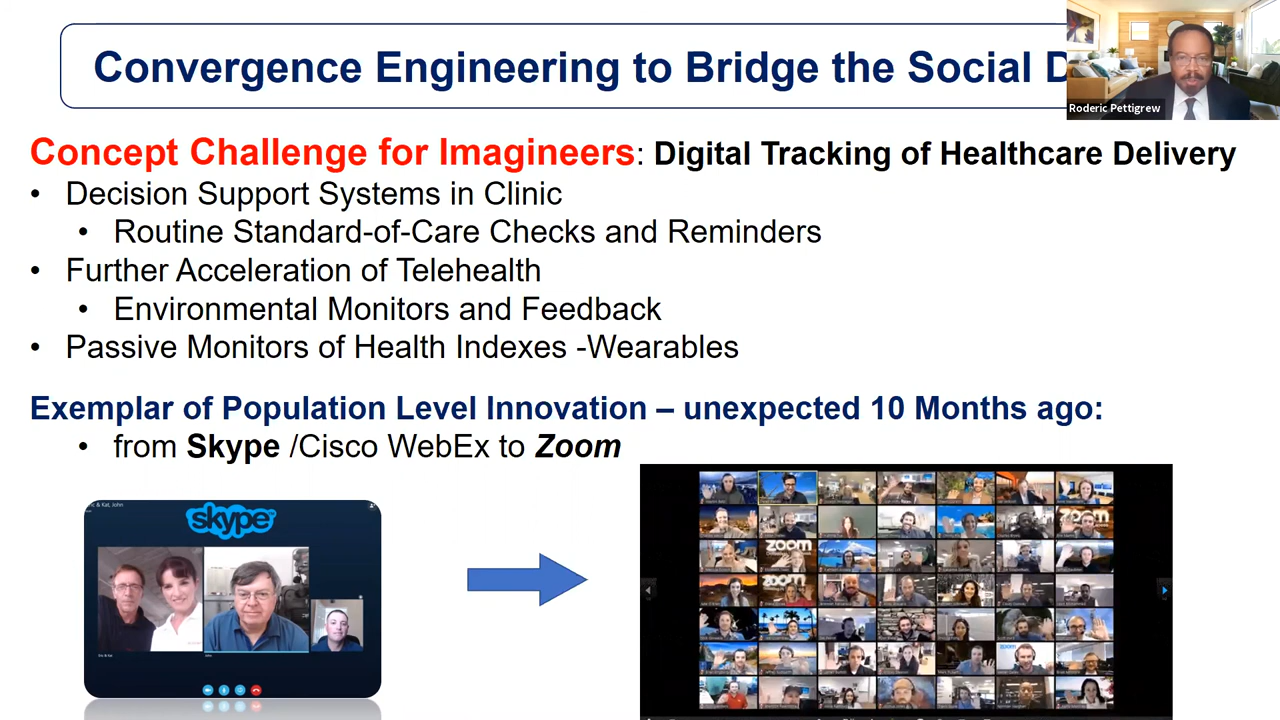 Convergence Engineering to Bridge the Social D
Roderic Pettigrew
Concept Challenge for Imagineers: Digital Tracking of Healthcare Delivery
• Decision Support Systems in Clinic
• Routine Standard-of-Care Checks and Reminders
• Further Acceleration of Telehealth
• Environmental Monitors and Feedback
• Passive Monitors of Health Indexes -Wearables
Exemplar of Population Level Innovation – unexpected 10 Months ago:
• from Skype /Cisco WebEx to Zoom
skype
zoom
zoom
zoom